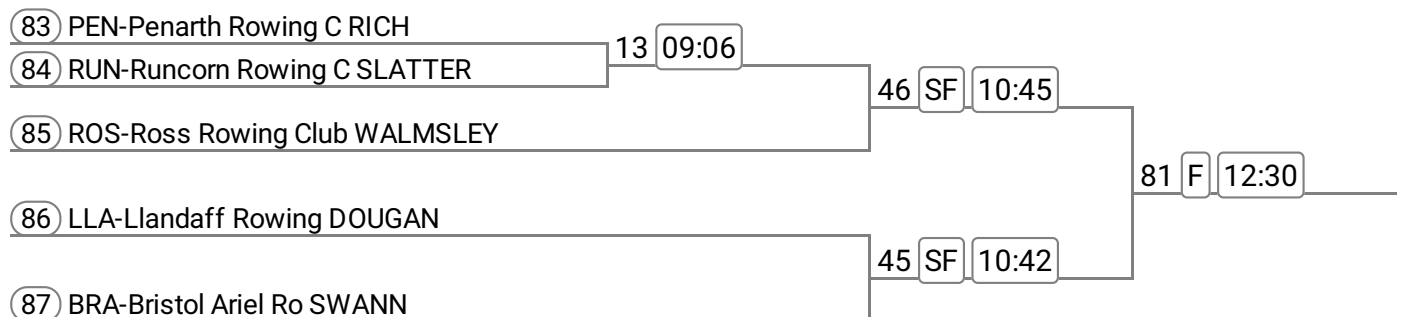 83 PEN-Penarth Rowing C RICH
13 09:06
84 RUN-Runcorn Rowing C SLATTER
46 SF 10:45
85 ROS-Ross Rowing Club WALMSLEY
81 F 12:30
86 LLA-Llandaff Rowing DOUGAN
45 SF 10:42
87 BRA-Bristol Ariel Ro SWANN